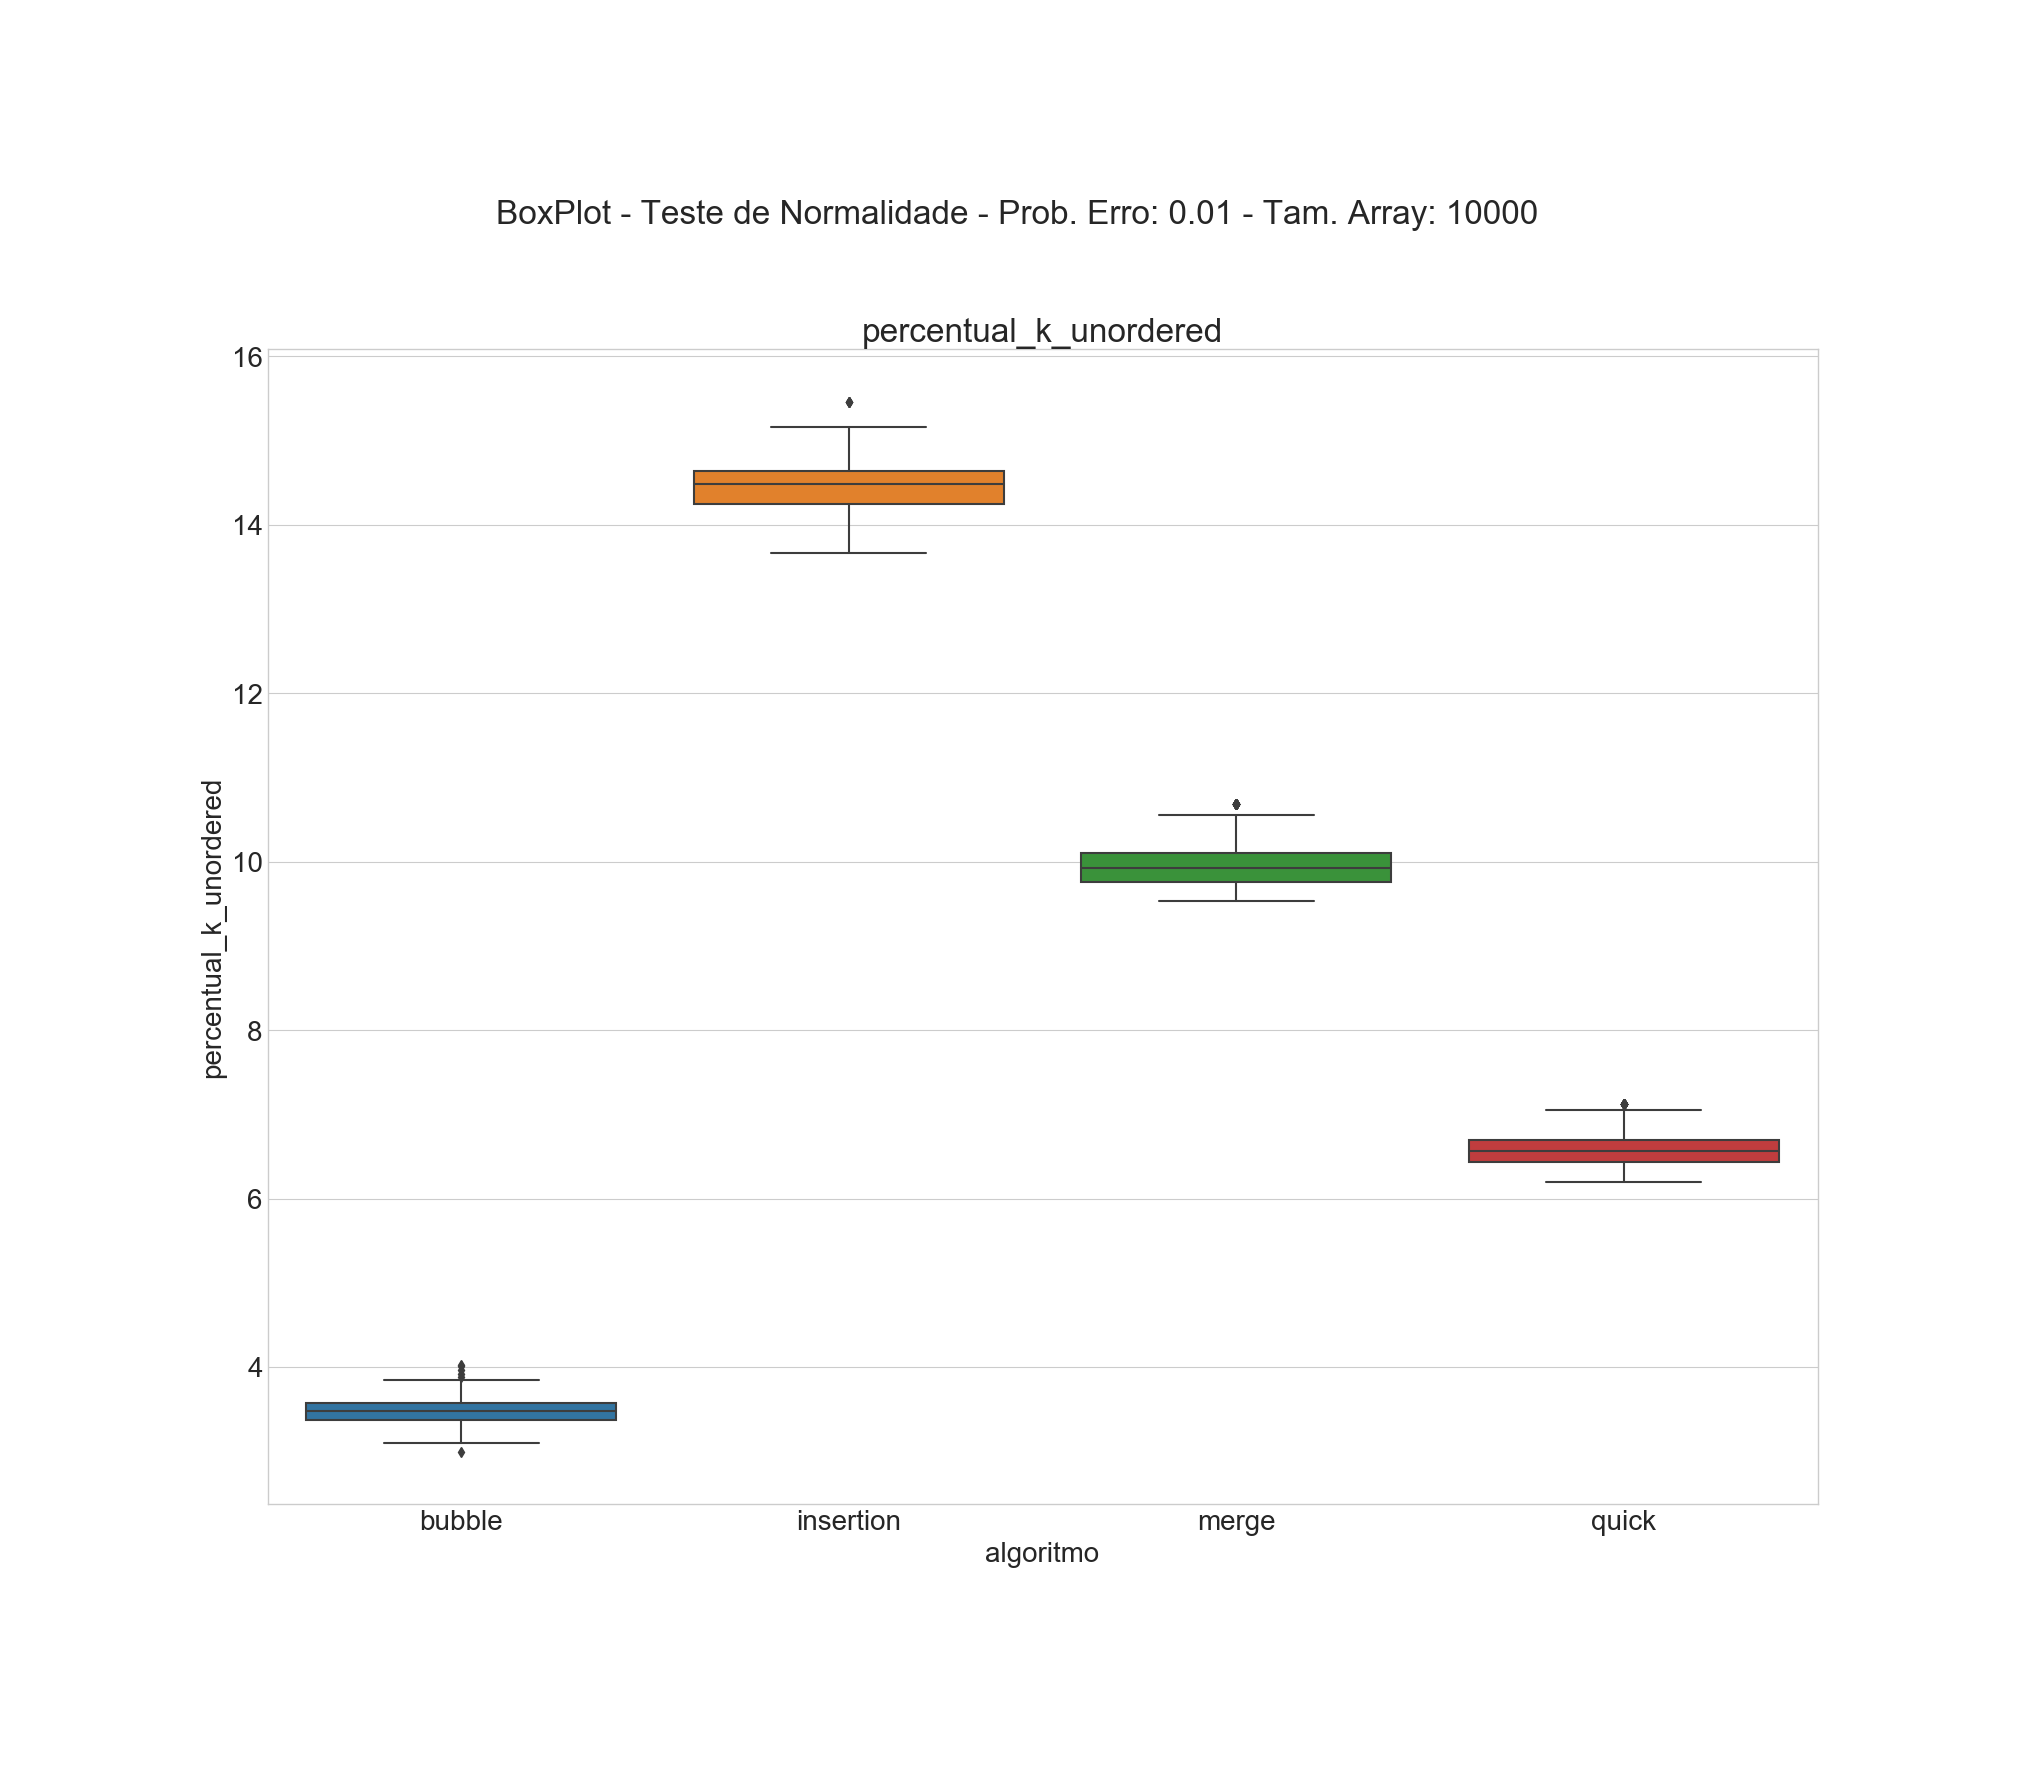 BoxPlot - Teste de Normalidade - Prob. Erro: 0.01 - Tam. Array: 10000
percentual_k_unordered
16
14
12
10
8
6
4
percentual_k_unordered
bubble insertion merge quick
algoritmo